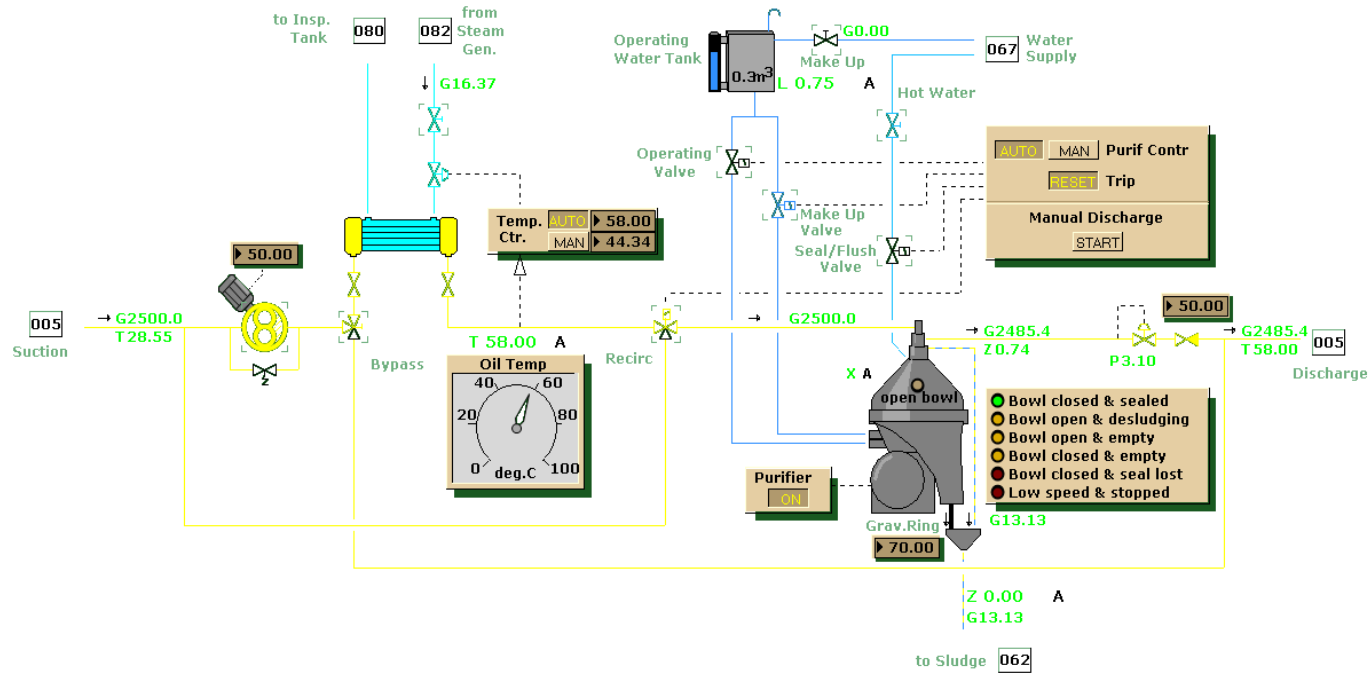 to Insp.
Tank
080
082
from
Steam
Gen.
G16.37
Operating
Water Tank
0.3m³
L 0.75
A
Make Up
G0.00
067
Water
Supply
Hot Water
Operating
Valve
Make Up
Valve
Seal/Flush
Valve
AUTO
MAN
Purif Contr
RESET
Trip
Manual Discharge
START
Temp.
Ctr.
AUTO
58.00
MAN
44.34
50.00
005
Suction
G2500.0
T28.55
Z
Bypass
T 58.00
A
Recirc
G2500.0
G2485.4
Z0.74
P3.10
50.00
G2485.4
T58.00
005
Discharge
Oil Temp
0
20
40
60
80
100
deg.C
X
A
open bowl
Bowl closed & sealed
Bowl open & desludging
Bowl open & empty
Bowl closed & empty
Bowl closed & seal lost
Low speed & stopped
Purifier
ON
Grav.Ring
70.00
G13.13
Z 0.00
A
G13.13
to Sludge
062